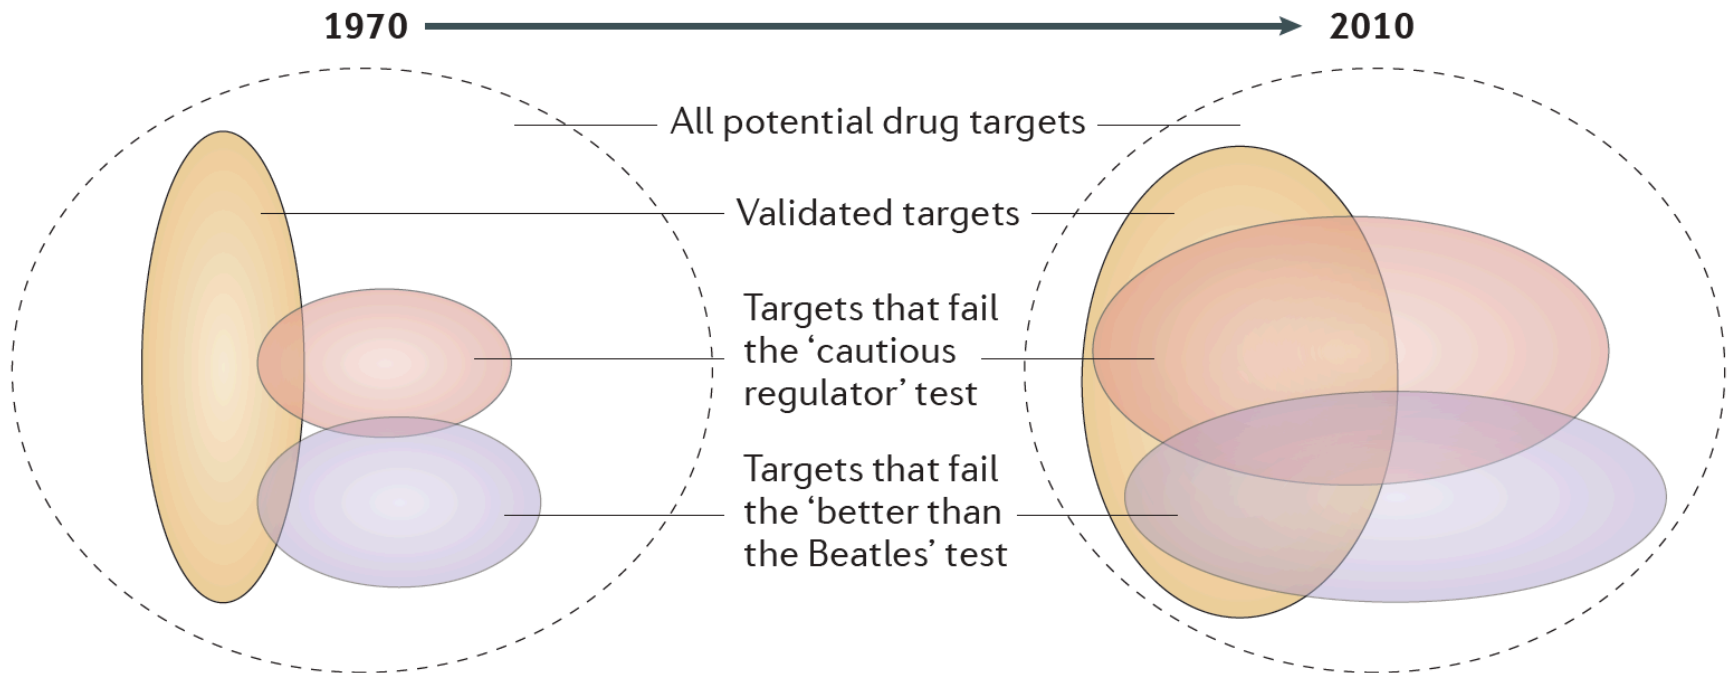 1970
2010
All potential drug targets
Validated targets
Targets that fail
the ‘cautious
regulator’ test
Targets that fail
the ‘better than
the Beatles’ test